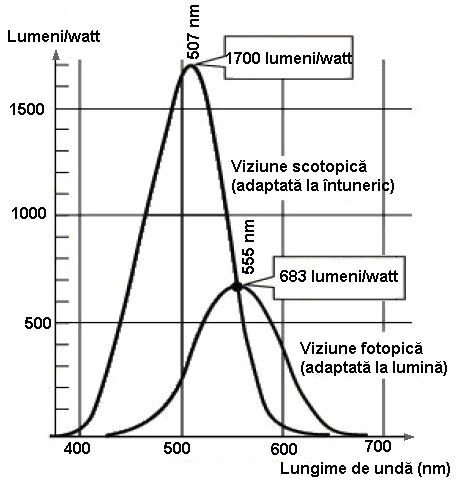 Lumeni/watt
507 nm
1700 lumeni/watt
1500
Viziune scotopică
(adaptată la întuneric)
1000
555 nm
683 lumeni/watt
500
Viziune fotopică
(adaptată la lumină)
400
500
600
700
Lungime de undă (nm)